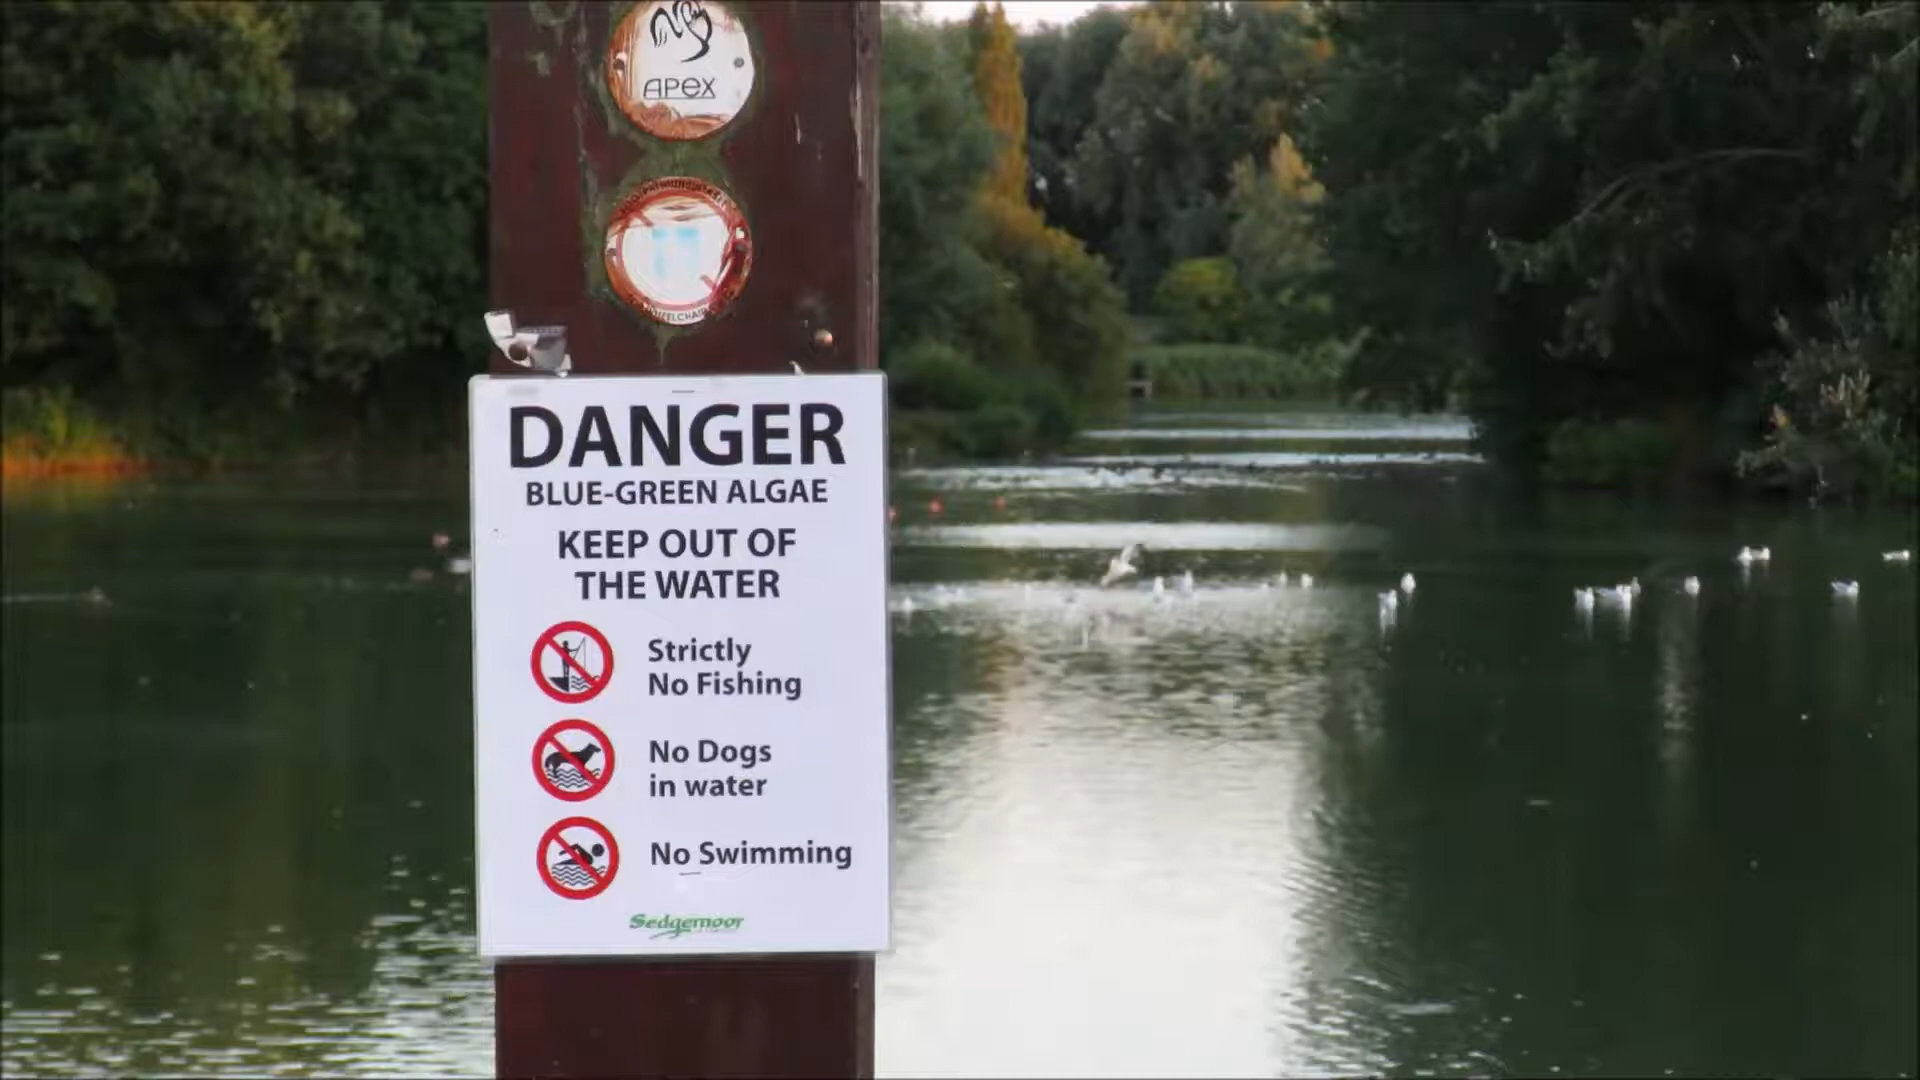 APEX
DANGER
BLUE-GREEN ALGAE
KEEP OUT OF
THE WATER
Strictly
No Fishing
No Dogs
in water
No Swimming
Sedgemoor